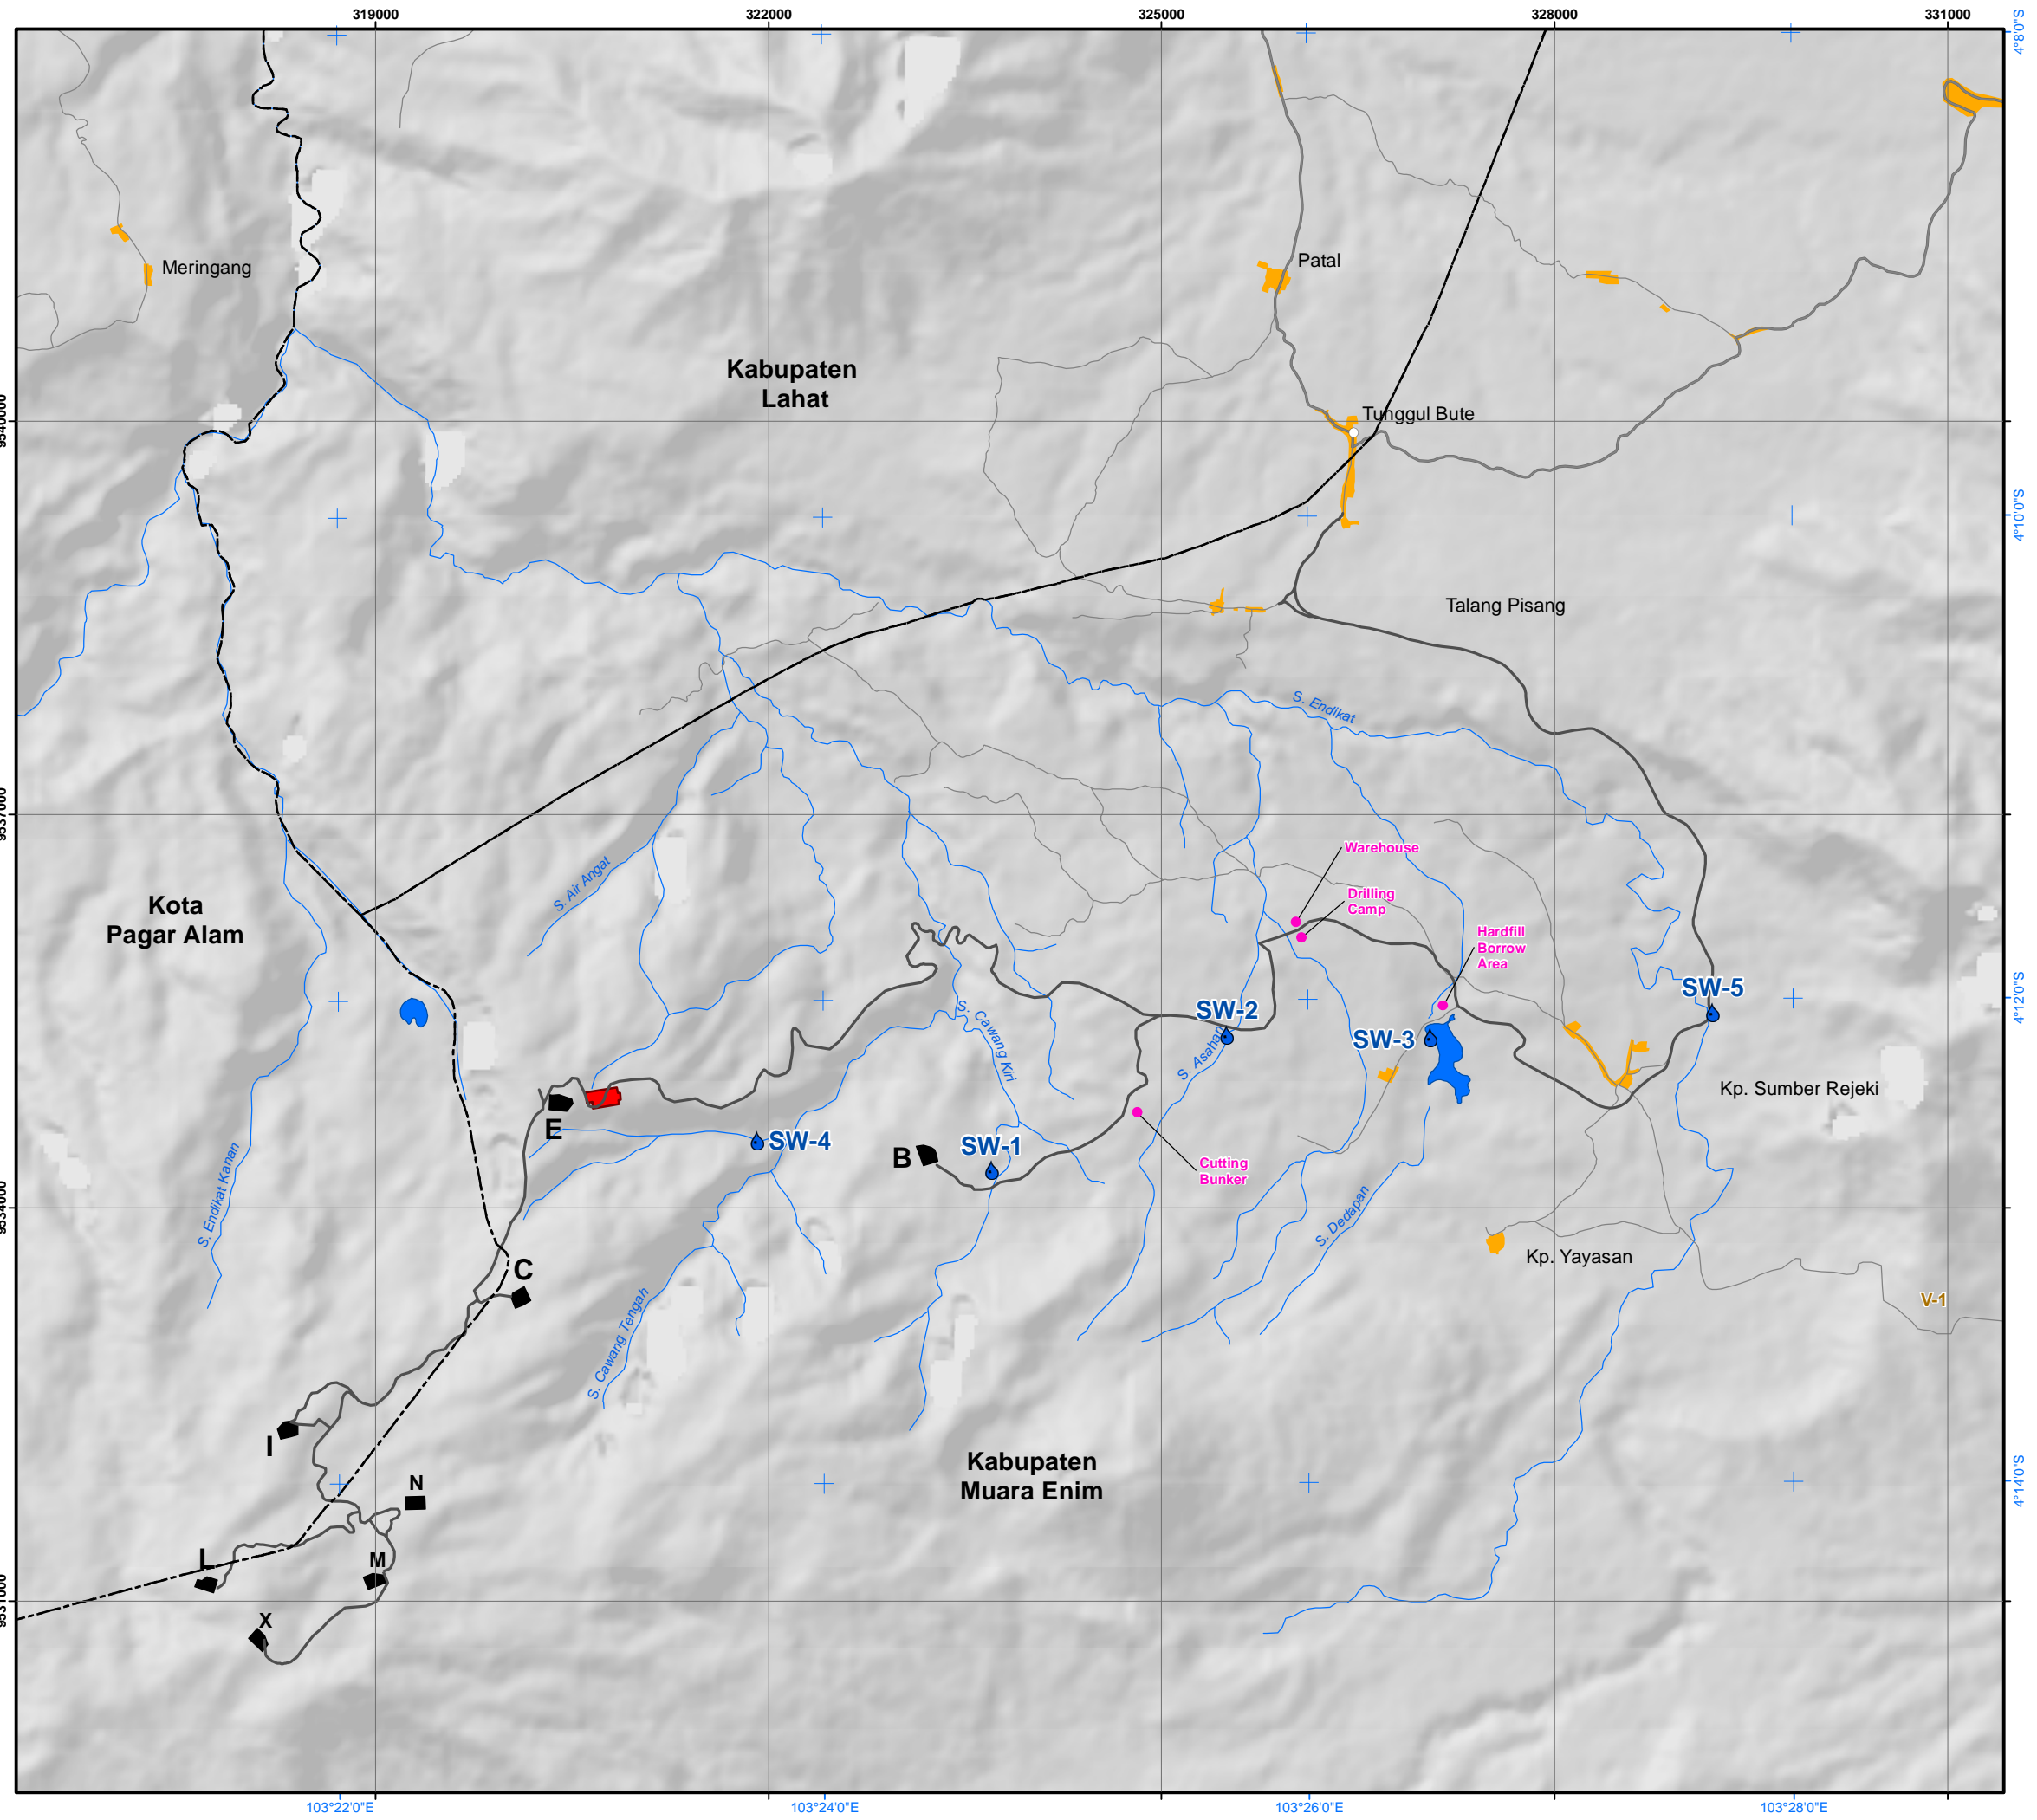 319000
322000
325000
328000
331000
4°8'0"S
Meringang
Patal
Kabupaten
Lahat
Tunggul Bute
9540000
4°10'0"S
Talang Pisang
S. Endikat
9537000
Warehouse
S. Air Angat
Drilling
Camp
Kota
Pagar Alam
Hardfill
Borrow
Area
SW-5
4°12'0"S
SW-2
S. Cawang Kiri
SW-3
S. Asahan
Kp. Sumber Rejeki
E
SW-4
SW-1
B
Cutting
Bunker
S. Endikat Kanan
9534000
S. Dedapan
Kp. Yayasan
C
V-1
S. Cawang Tengah
I
Kabupaten
Muara Enim
N
4°14'0"S
L
M
9531000
X
103°22'0"E
103°24'0"E
103°26'0"E
103°28'0"E